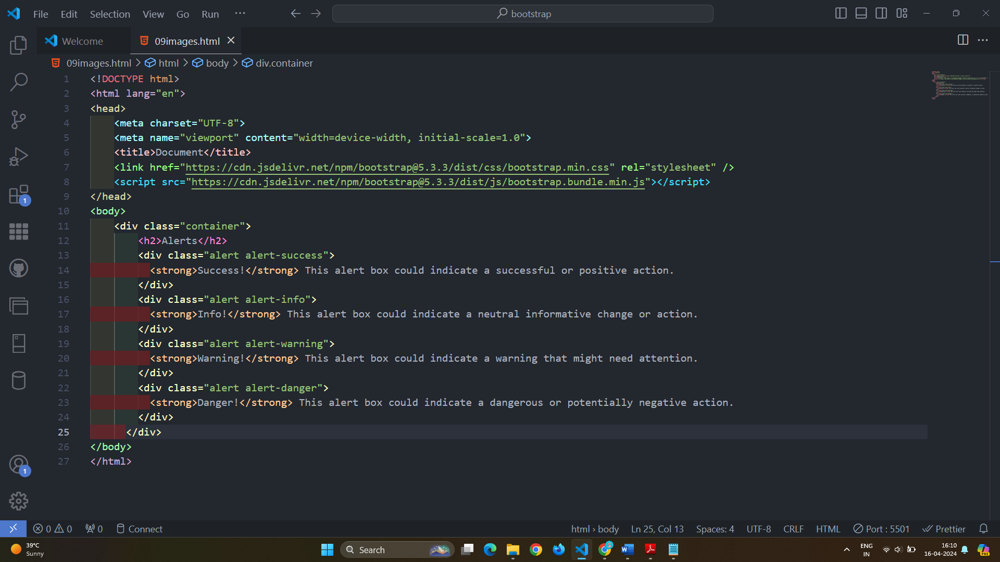 File Edit Selection View Go Run ···
bootstrap
Welcome
09images.html
09images.html > html > body > div.container
1 <!DOCTYPE html>
2 <html lang="en">
3 <head>
4 <meta charset="UTF-8">
5 <meta name="viewport" content="width=device-width, initial-scale=1.0">
6 <title>Document</title>
7 <link href="https://cdn.jsdelivr.net/npm/bootstrap@5.3.3/dist/css/bootstrap.min.css" rel="stylesheet" />
8 <script src="https://cdn.jsdelivr.net/npm/bootstrap@5.3.3/dist/js/bootstrap.bundle.min.js"></script>
9 </head>
10 <body>
11 <div class="container">
12 <h2>Alerts</h2>
13 <div class="alert alert-success">
14 <strong>Success!</strong> This alert box could indicate a successful or positive action.
15 </div>
16 <div class="alert alert-info">
17 <strong>Info!</strong> This alert box could indicate a neutral informative change or action.
18 </div>
19 <div class="alert alert-warning">
20 <strong>Warning!</strong> This alert box could indicate a warning that might need attention.
21 </div>
22 <div class="alert alert-danger">
23 <strong>Danger!</strong> This alert box could indicate a dangerous or potentially negative action.
24 </div>
25 </div>
26 </body>
27 </html>
1
1
0 0 0 Connect html › body Ln 25, Col 13 Spaces: 4 UTF-8 CRLF HTML Port : 5501 Prettier
39°C
Sunny
Search
3
ENG
IN
16:10
16-04-2024
PRE